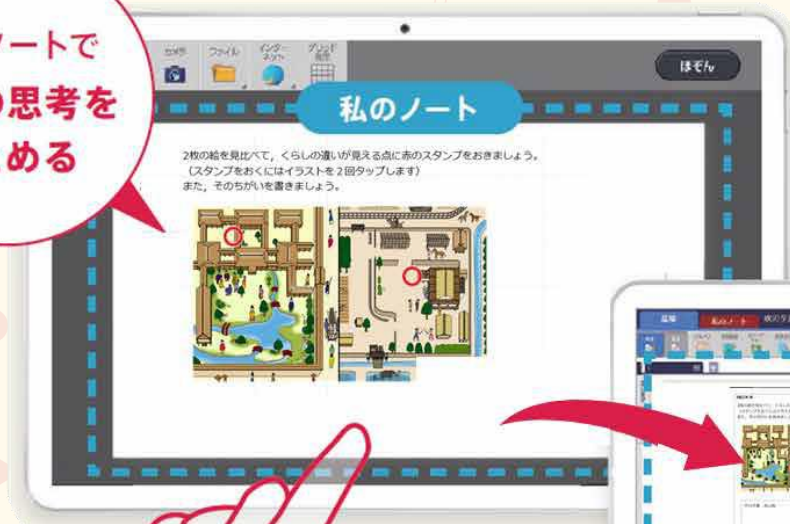 ノートで
の思考を
める
カメラ
ファイル
インターネット
グリッド
ほぞん
私のノート
2枚の絵を見比べて，くらしの違いが見える点に赤のスタンプをおきましょう。
（スタンプをおくにはイラストを2回タップします）
また，そのちがいを書きましょう。
私のノート